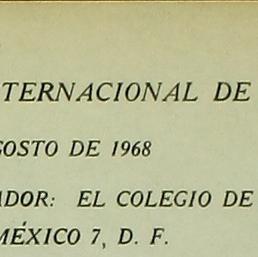 TERNACIONAL DE
GOSTO DE 1968
ADOR: EL COLEGIO DE
MÉXICO 7, D. F.